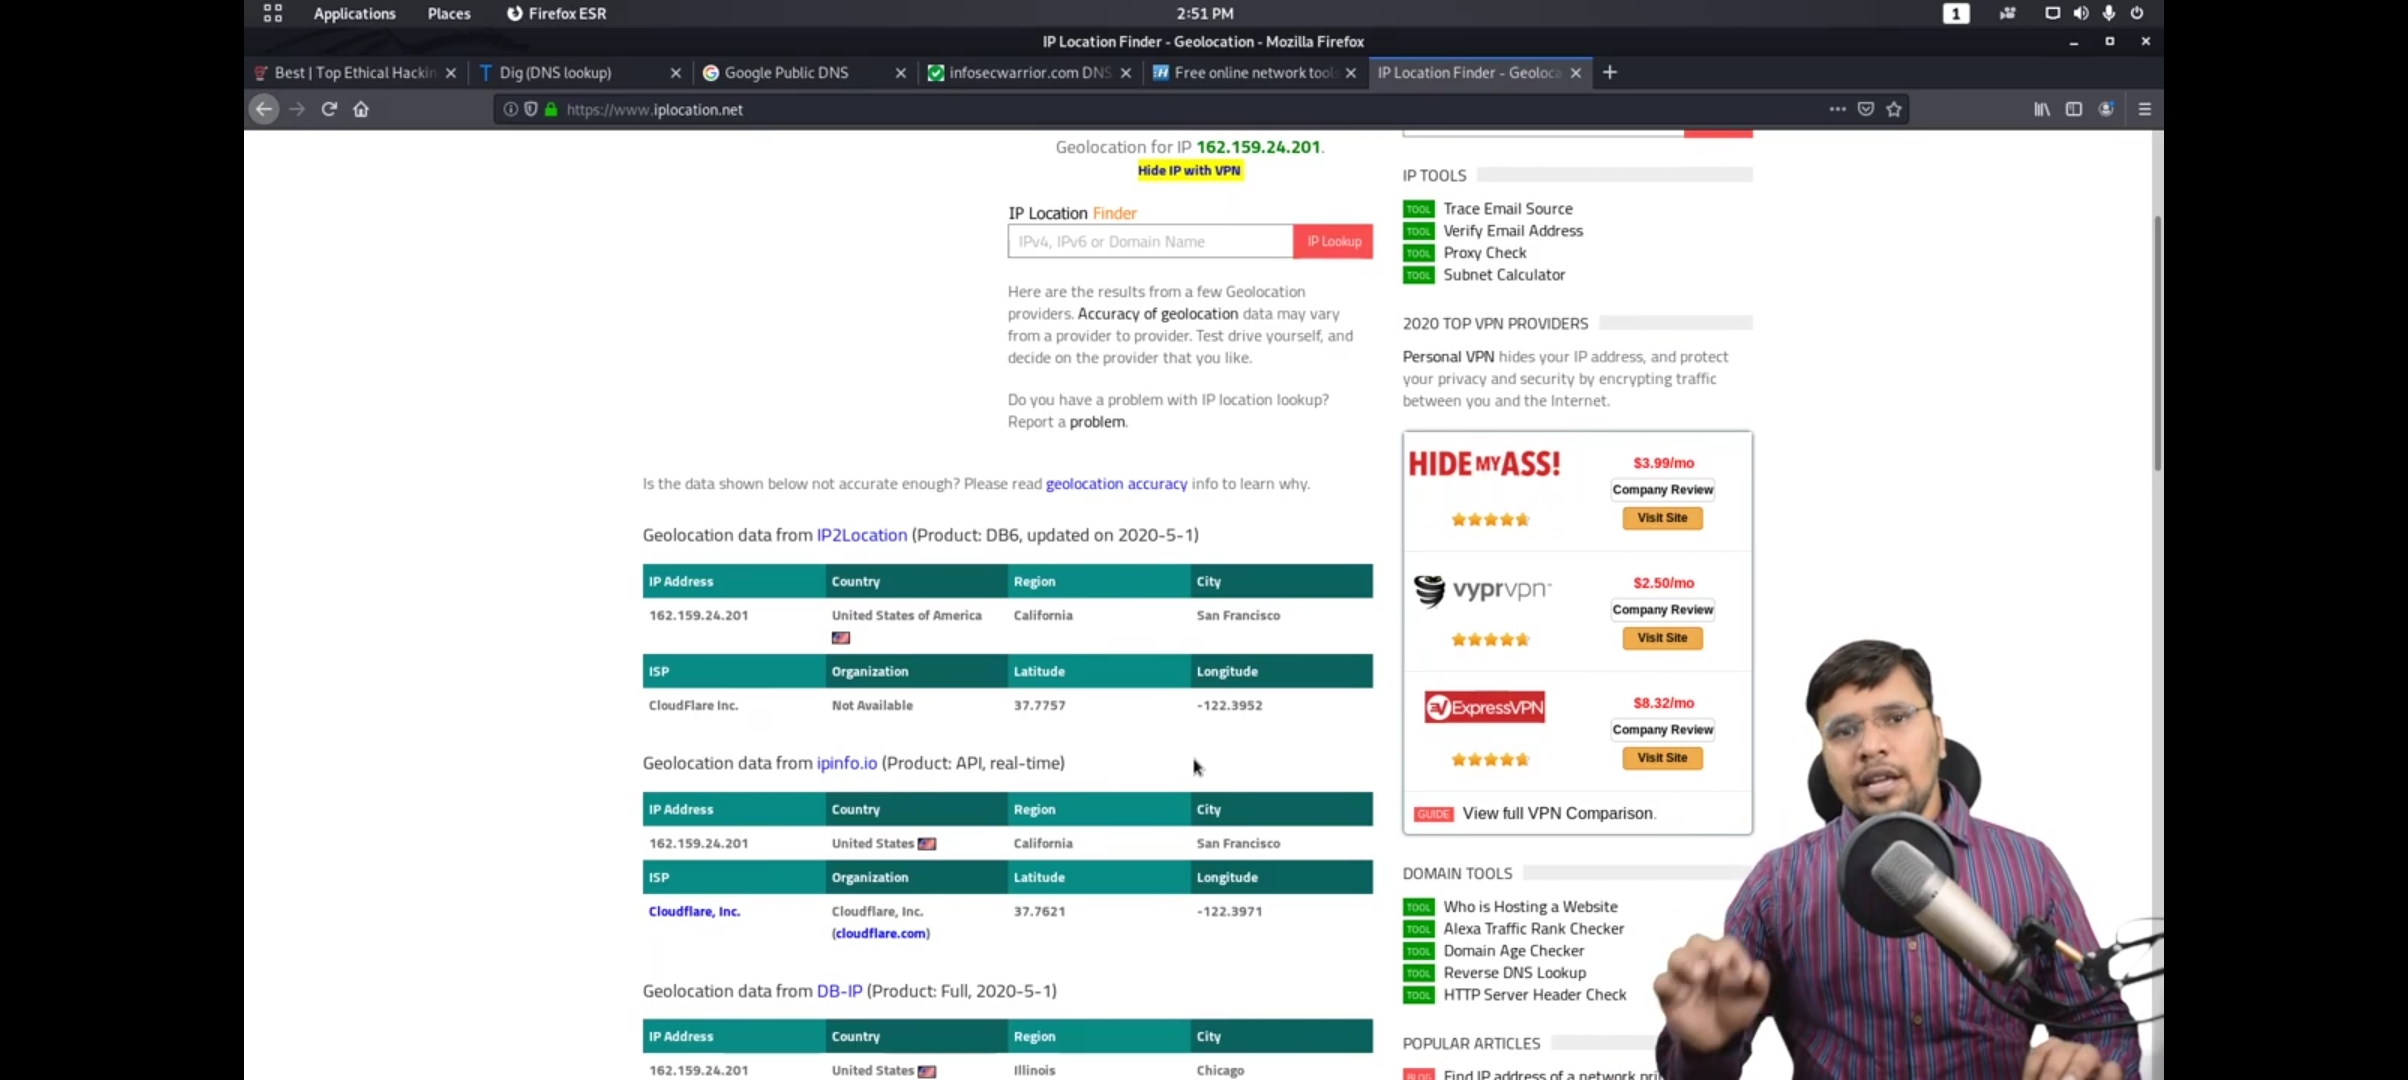 Applications Places Firefox ESR 2:51 PM 1
IP Location Finder - Geolocation - Mozilla Firefox
Best | Top Ethical Hackin
Dig (DNS lookup)
Google Public DNS
infosecwarrior.com DNS
Free online network tools
IP Location Finder - Geoloca
https://www.iplocation.net
Geolocation for IP 162.159.24.201.
Hide IP with VPN
IP Location Finder
IPv4, IPv6 or Domain Name IP Lookup
Here are the results from a few Geolocation
providers. Accuracy of geolocation data may vary
from a provider to provider. Test drive yourself, and
decide on the provider that you like.
Do you have a problem with IP location lookup?
Report a problem.
Is the data shown below not accurate enough? Please read geolocation accuracy info to learn why.
Geolocation data from IP2Location (Product: DB6, updated on 2020-5-1)
IP Address Country Region City
162.159.24.201 United States of America California San Francisco
ISP Organization Latitude Longitude
CloudFlare Inc. Not Available 37.7757 -122.3952
Geolocation data from ipinfo.io (Product: API, real-time)
IP Address Country Region City
162.159.24.201 United States California San Francisco
ISP Organization Latitude Longitude
Cloudflare, Inc. Cloudflare, Inc. 37.7621 -122.3971
(cloudflare.com)
Geolocation data from DB-IP (Product: Full, 2020-5-1)
IP Address Country Region City
162.159.24.201 United States Illinois Chicago
IP TOOLS
TOOL Trace Email Source
TOOL Verify Email Address
TOOL Proxy Check
TOOL Subnet Calculator
2020 TOP VPN PROVIDERS
Personal VPN hides your IP address, and protect
your privacy and security by encrypting traffic
between you and the Internet.
HIDE MY ASS! $3.99/mo
Company Review
Visit Site
vyprvpn $2.50/mo
Company Review
Visit Site
ExpressVPN $8.32/mo
Company Review
Visit Site
GUIDE View full VPN Comparison.
DOMAIN TOOLS
TOOL Who is Hosting a Website
TOOL Alexa Traffic Rank Checker
TOOL Domain Age Checker
TOOL Reverse DNS Lookup
TOOL HTTP Server Header Check
POPULAR ARTICLES
BLOG Find IP address of a network